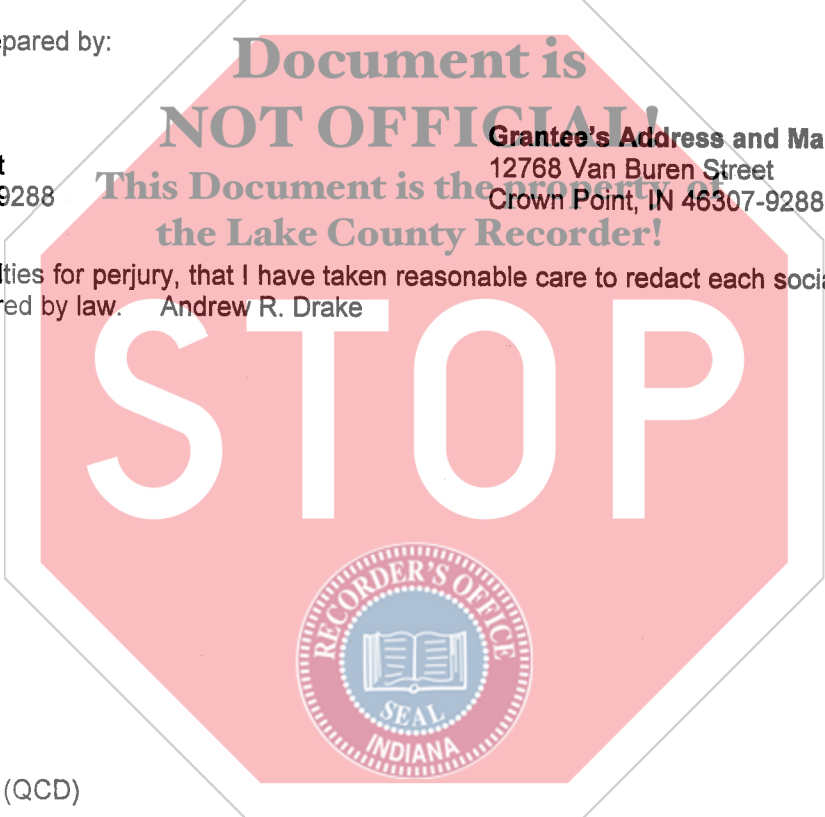 epared by:
Document is
NOT OFFICIAL!
Grantee's Address and Ma
t
12768 Van Buren Street
9288
This Document is the property of
Crown Point, IN 46307-9288
the Lake County Recorder!
lties for perjury, that I have taken reasonable care to redact each socia
red by law. Andrew R. Drake
STOP
RECORDER'S OFFICE
SEAL
INDIANA
(QCD)